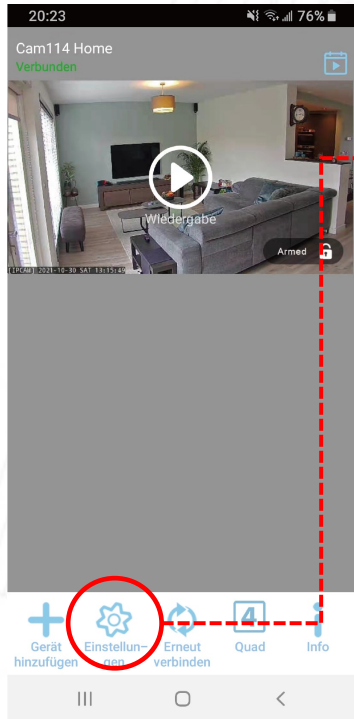 20:23
76%
Cam114 Home
Verbunden
Wiedergabe
Armed
[IPCAM] 2021-10-30 SAT 13:15:49
4
Gerät
hinzufügen
Einstellun-
gen
Erneut
verbinden
Quad
Info